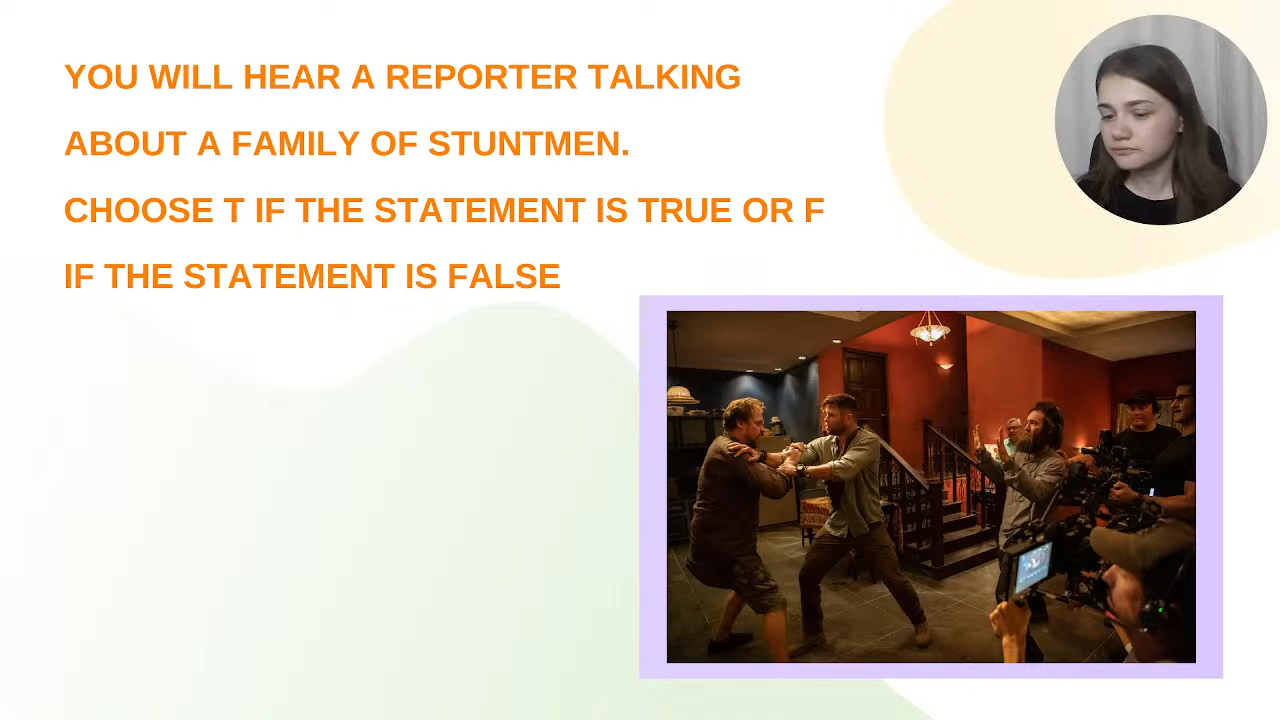 YOU WILL HEAR A REPORTER TALKING
ABOUT A FAMILY OF STUNTMEN.
CHOOSE T IF THE STATEMENT IS TRUE OR F
IF THE STATEMENT IS FALSE